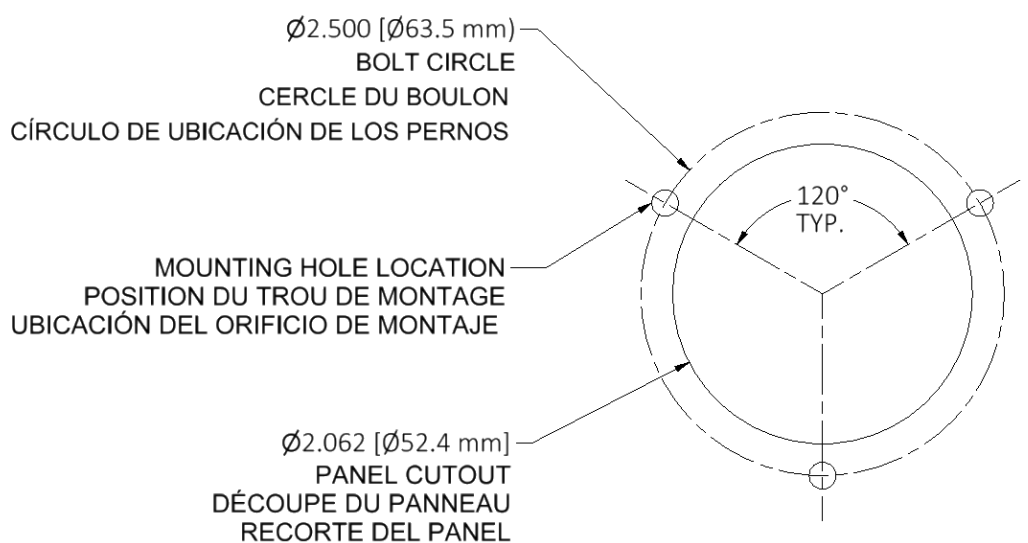 Ø2.500 [Ø63.5 mm)
BOLT CIRCLE
CERCLE DU BOULON
CÍRCULO DE UBICACIÓN DE LOS PERNOS
120°
TYP.
MOUNTING HOLE LOCATION
POSITION DU TROU DE MONTAGE
UBICACIÓN DEL ORIFICIO DE MONTAJE
Ø2.062 [Ø52.4 mm]
PANEL CUTOUT
DÉCOUPE DU PANNEAU
RECORTE DEL PANEL